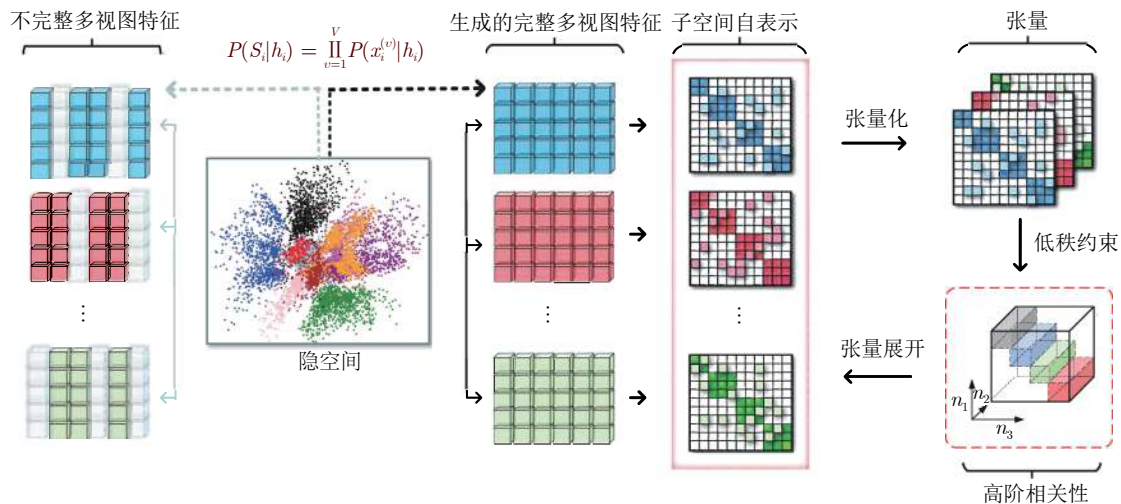 不完整多视图特征
P(S_i|h_i) = ∐_{v=1}^{V} P(x_i^{(v)}|h_i)
生成的完整多视图特征
子空间自表示
张量
张量化
低秩约束
⋮
⋮
⋮
隐空间
张量展开
n_1
n_2
n_3
高阶相关性